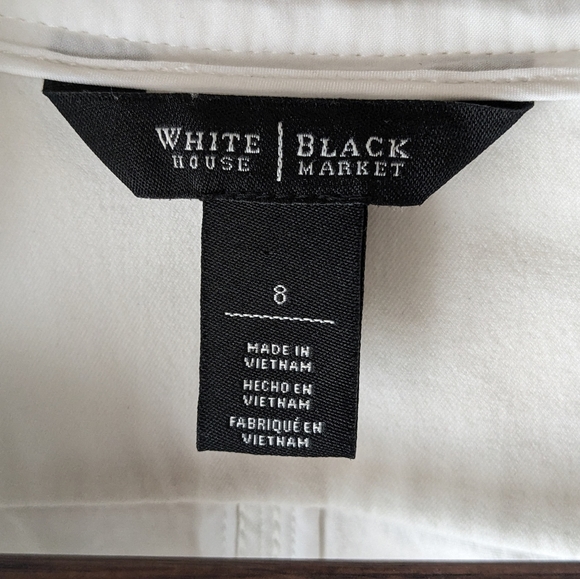 WHITE | BLACK
HOUSE | MARKET
8
MADE IN
VIETNAM
HECHO EN
VIETNAM
FABRIQUÉ EN
VIETNAM